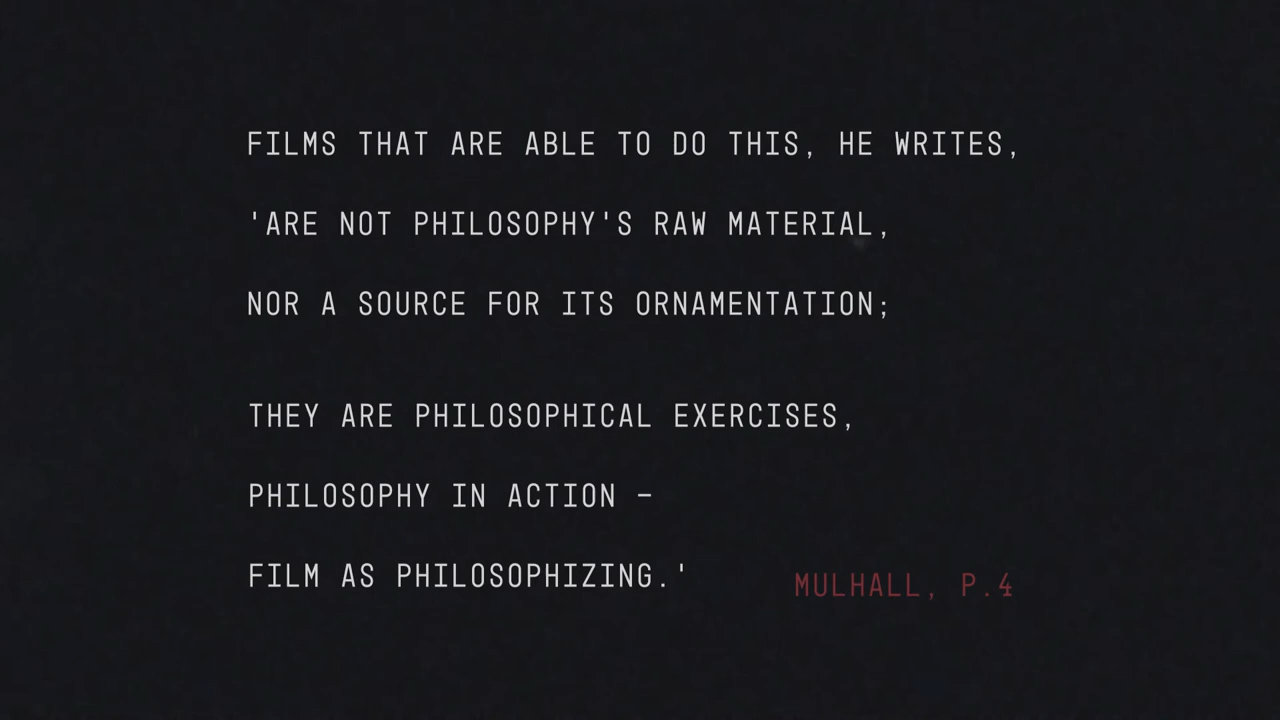 FILMS THAT ARE ABLE TO DO THIS, HE WRITES,
'ARE NOT PHILOSOPHY'S RAW MATERIAL,
NOR A SOURCE FOR ITS ORNAMENTATION;
THEY ARE PHILOSOPHICAL EXERCISES,
PHILOSOPHY IN ACTION –
FILM AS PHILOSOPHIZING.'
MULHALL, P.4